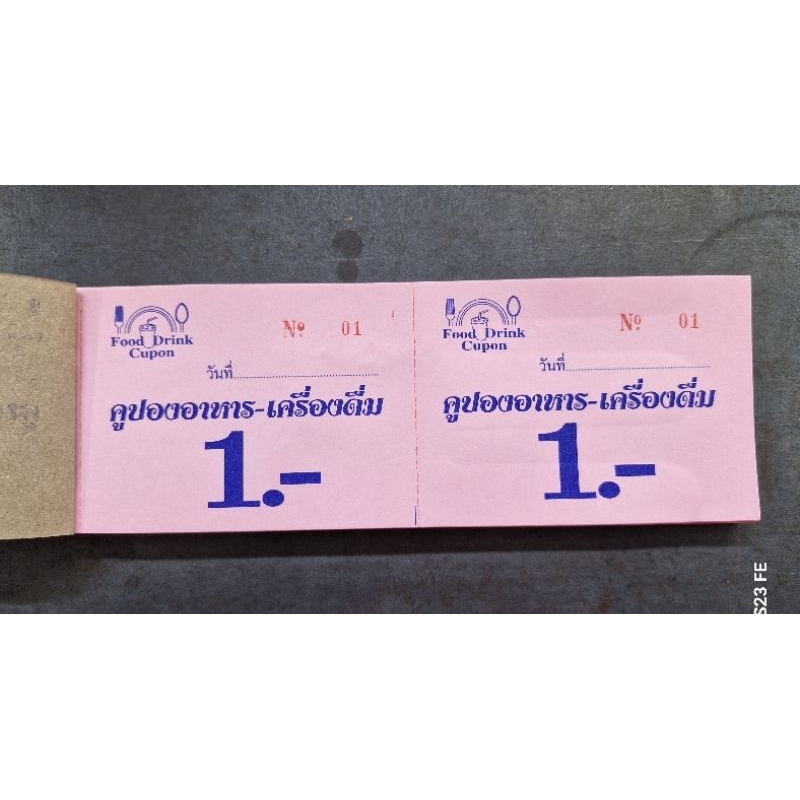 Food Drink
Cupon
Nº 01
วันที่
คูปองอาหาร-เครื่องดื่ม
1.-
Food Drink
Cupon
Nº 01
วันที่
คูปองอาหาร-เครื่องดื่ม
1.-
S23 FE